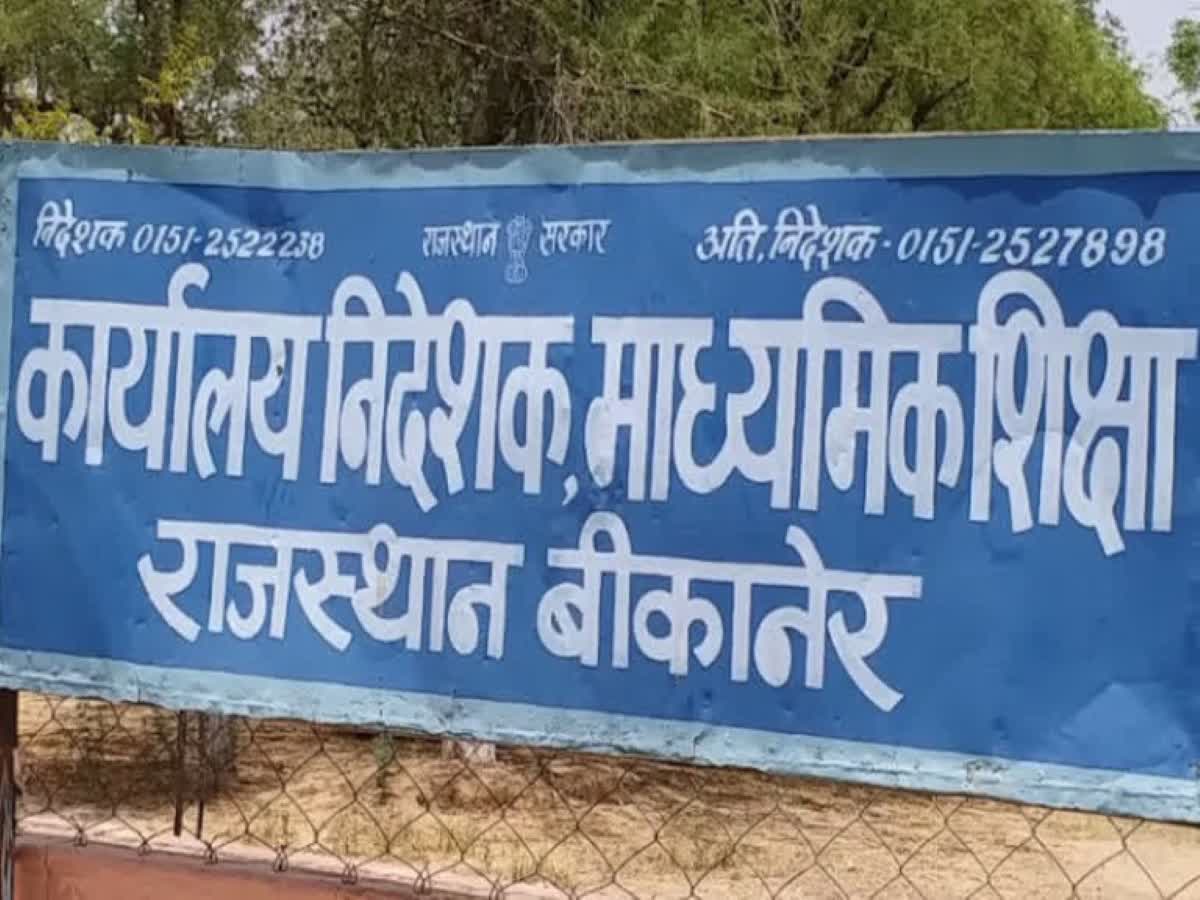 निदेशक 0151-2522238 राजस्थान सरकार अति. निदेशक - 0151-2527898
कार्यालय निदेशक, माध्यमिक शिक्षा
राजस्थान बीकानेर